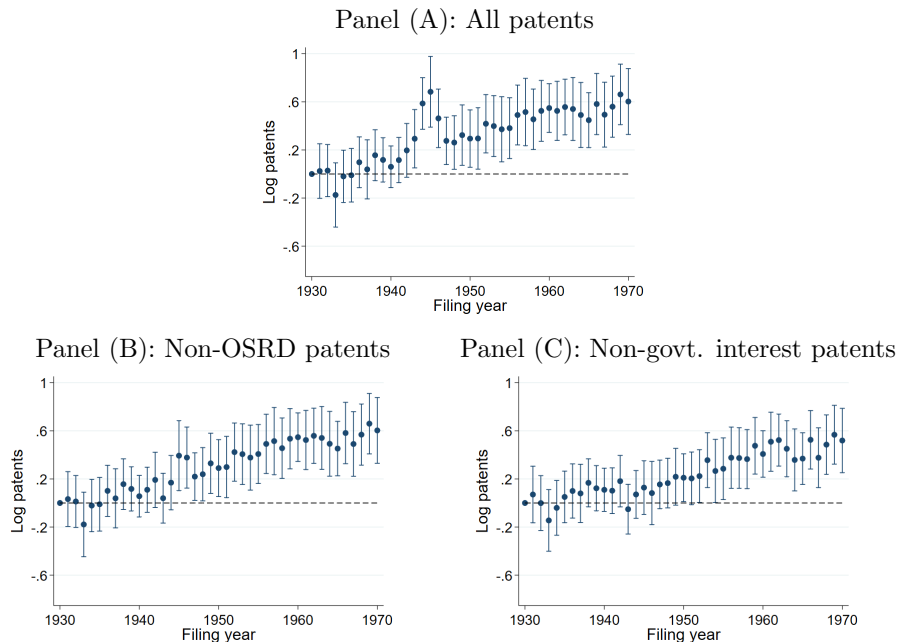 Panel (A): All patents
1
.6
.2
-.2
-.6
Log patents
1930 1940 1950 1960 1970
Filing year
Panel (B): Non-OSRD patents
1
.6
.2
-.2
-.6
Log patents
1930 1940 1950 1960 1970
Filing year
Panel (C): Non-govt. interest patents
1
.6
.2
-.2
-.6
Log patents
1930 1940 1950 1960 1970
Filing year